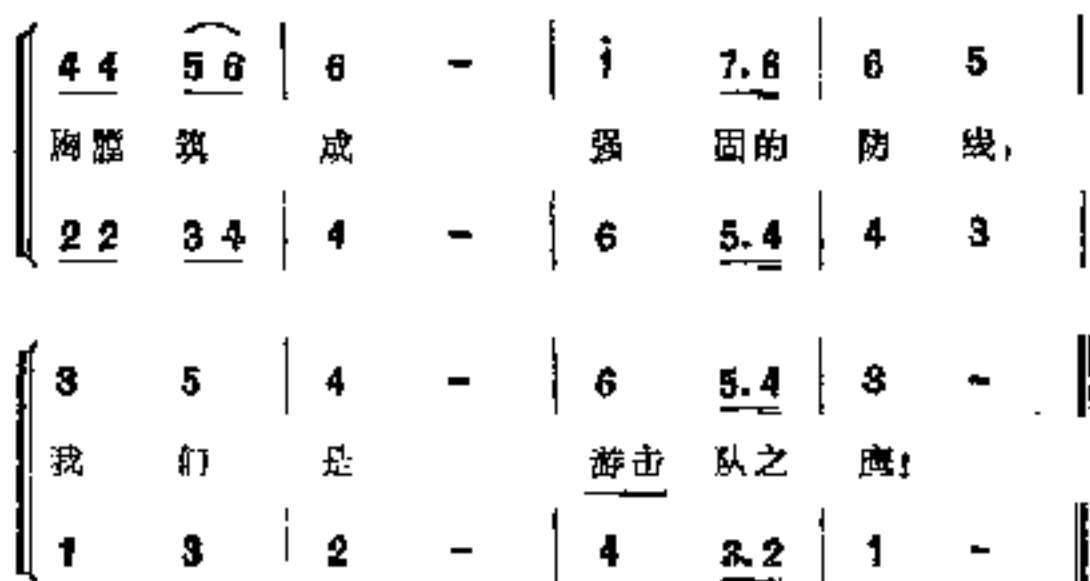 4 4 5 6 | 6 - | 1 7. 6 | 6 5 |
胸膛 筑 成 强 固的 防 线，
2 2 3 4 | 4 - | 6 5. 4 | 4 3 |
3 5 | 4 - | 6 5. 4 | 3 - ‖
我 们 是 游击 队之 鹰！
1 3 | 2 - | 4 3. 2 | 1 - ‖